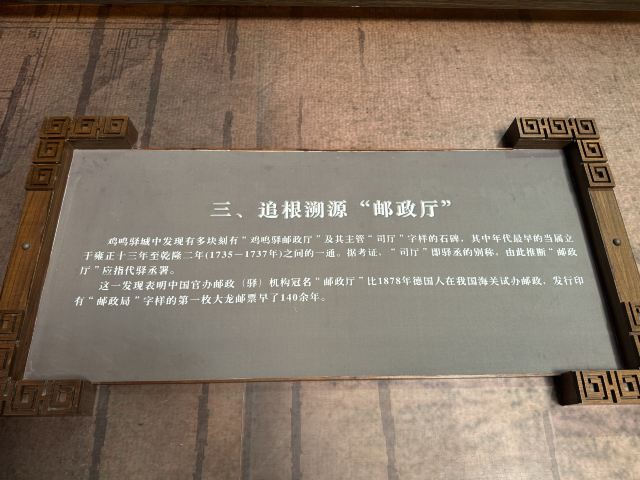 三、追根溯源“邮政厅”
鸡鸣驿城中发现有多块刻有“鸡鸣驿邮政厅”及其主管“司厅”字样的石碑，其中年代最早的当属立
于雍正十三年至乾隆二年(1735－1737年)之间的一通。据考证，“司厅”即驿丞的别称，由此推断“邮政
厅”应指代驿丞署。
这一发现表明中国官办邮政（驿）机构冠名“邮政厅”比1878年德国人在我国海关试办邮政，发行印
有“邮政局”字样的第一枚大龙邮票早了140余年。